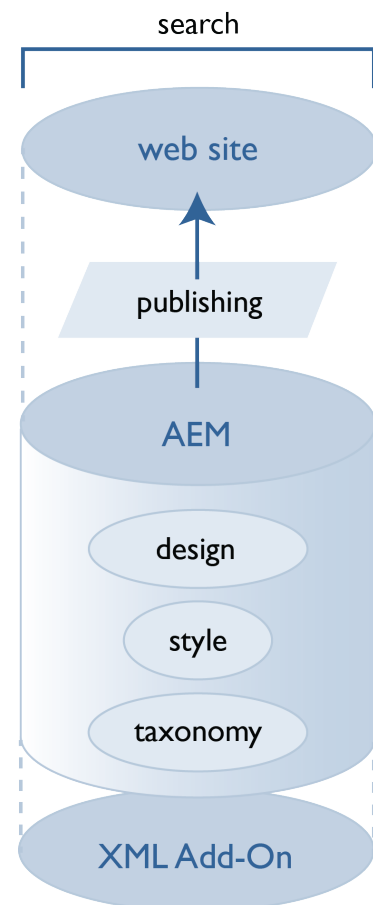 search
web site
publishing
AEM
design
style
taxonomy
XML Add-On